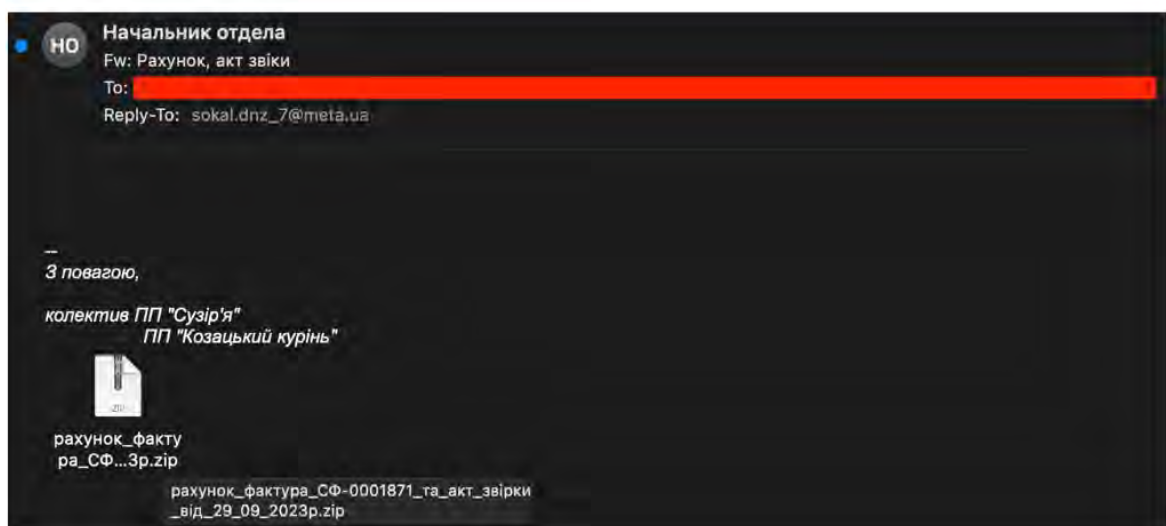 НО
Начальник отдела
Fw: Рахунок, акт звіки
To:
Reply-To: sokal.dnz_7@meta.ua
--
З повагою,
колектив ПП "Сузір'я"
ПП "Козацький курінь"
ZIP
рахунок_факту
ра_СФ...3р.zip
рахунок_фактура_СФ-0001871_та_акт_звірки
_від_29_09_2023р.zip